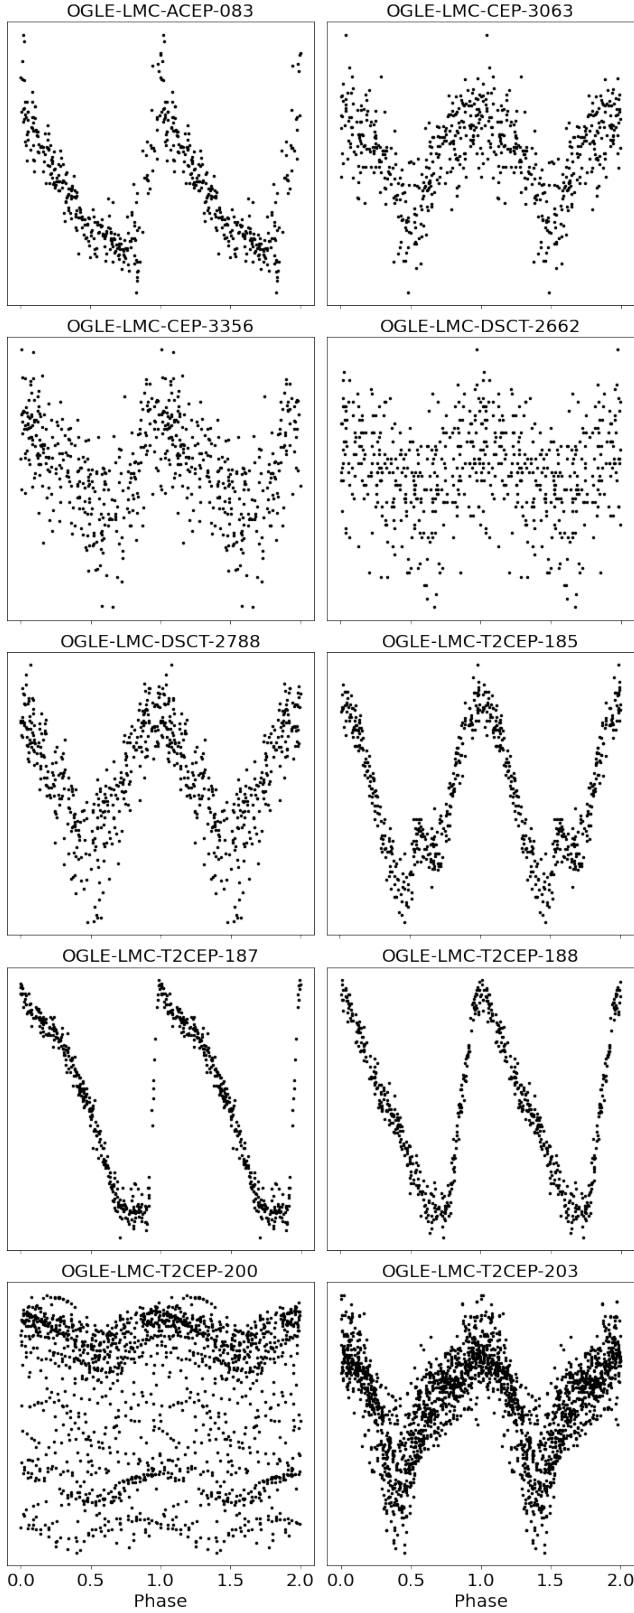 OGLE-LMC-ACEP-083 OGLE-LMC-CEP-3063
OGLE-LMC-CEP-3356 OGLE-LMC-DSCT-2662
OGLE-LMC-DSCT-2788 OGLE-LMC-T2CEP-185
OGLE-LMC-T2CEP-187 OGLE-LMC-T2CEP-188
OGLE-LMC-T2CEP-200 OGLE-LMC-T2CEP-203
0.0 0.5 1.0 1.5 2.0 0.0 0.5 1.0 1.5 2.0
Phase Phase